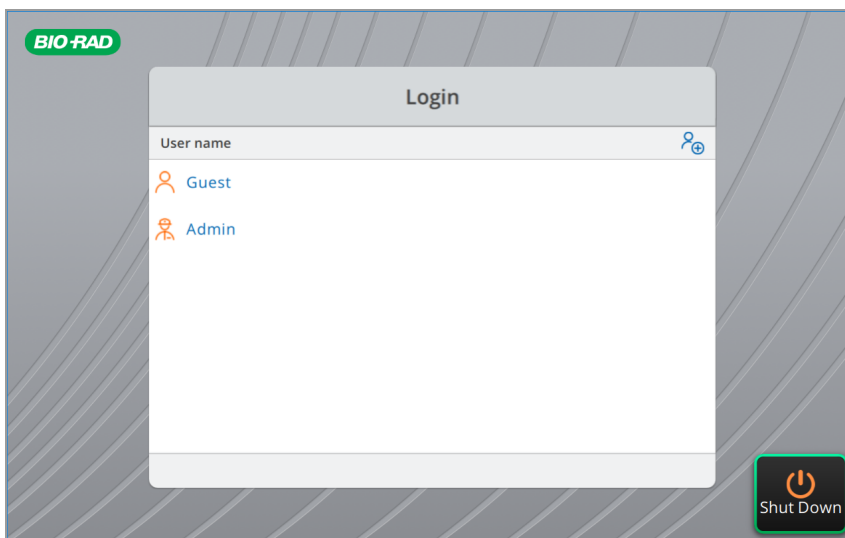 BIO-RAD
Login
User name
Guest
Admin
Shut Down